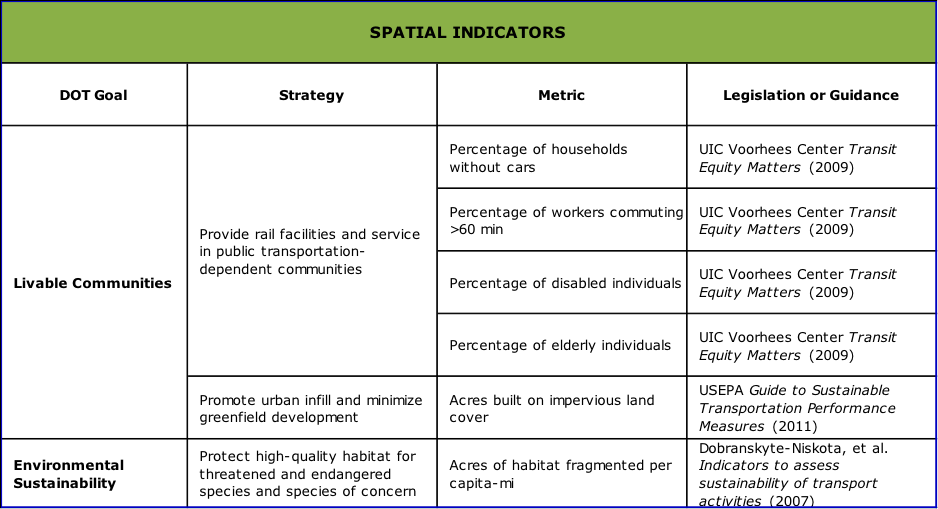 SPATIAL INDICATORS
DOT Goal
Strategy
Metric
Legislation or Guidance
Livable Communities
Provide rail facilities and service
in public transportation-
dependent communities
Percentage of households
without cars
UIC Voorhees Center Transit
Equity Matters (2009)
Percentage of workers commuting
>60 min
UIC Voorhees Center Transit
Equity Matters (2009)
Percentage of disabled individuals
UIC Voorhees Center Transit
Equity Matters (2009)
Percentage of elderly individuals
UIC Voorhees Center Transit
Equity Matters (2009)
Promote urban infill and minimize
greenfield development
Acres built on impervious land
cover
USEPA Guide to Sustainable
Transportation Performance
Measures (2011)
Environmental
Sustainability
Protect high-quality habitat for
threatened and endangered
species and species of concern
Acres of habitat fragmented per
capita-mi
Dobranskyte-Niskota, et al.
Indicators to assess
sustainability of transport
activities (2007)